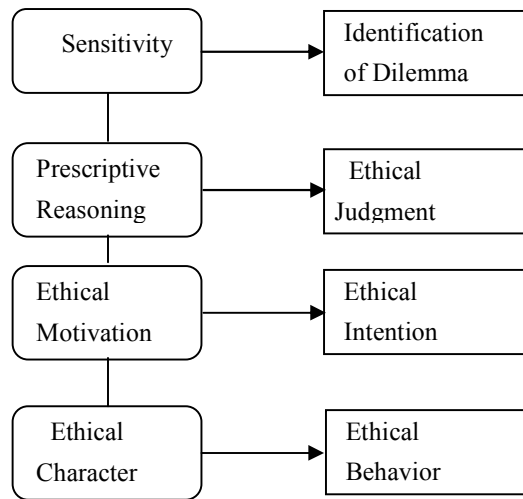 Sensitivity
Identification
of Dilemma
Prescriptive
Reasoning
Ethical
Judgment
Ethical
Motivation
Ethical
Intention
Ethical
Character
Ethical
Behavior